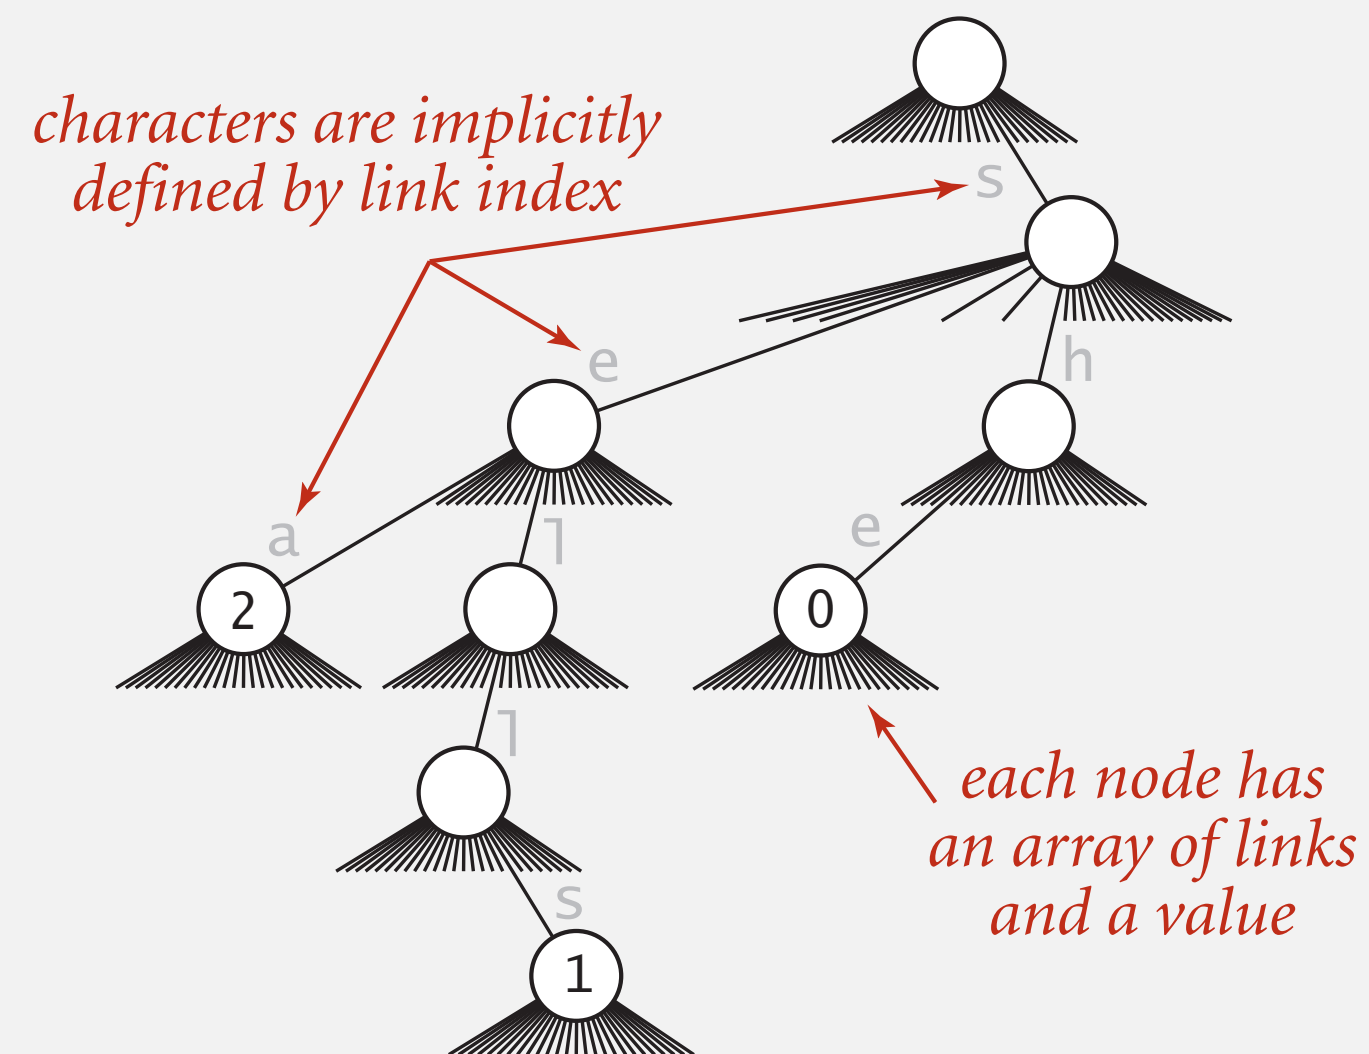 characters are implicitly
defined by link index
s
e
h
a
l
e
2
0
l
each node has
an array of links
and a value
s
1